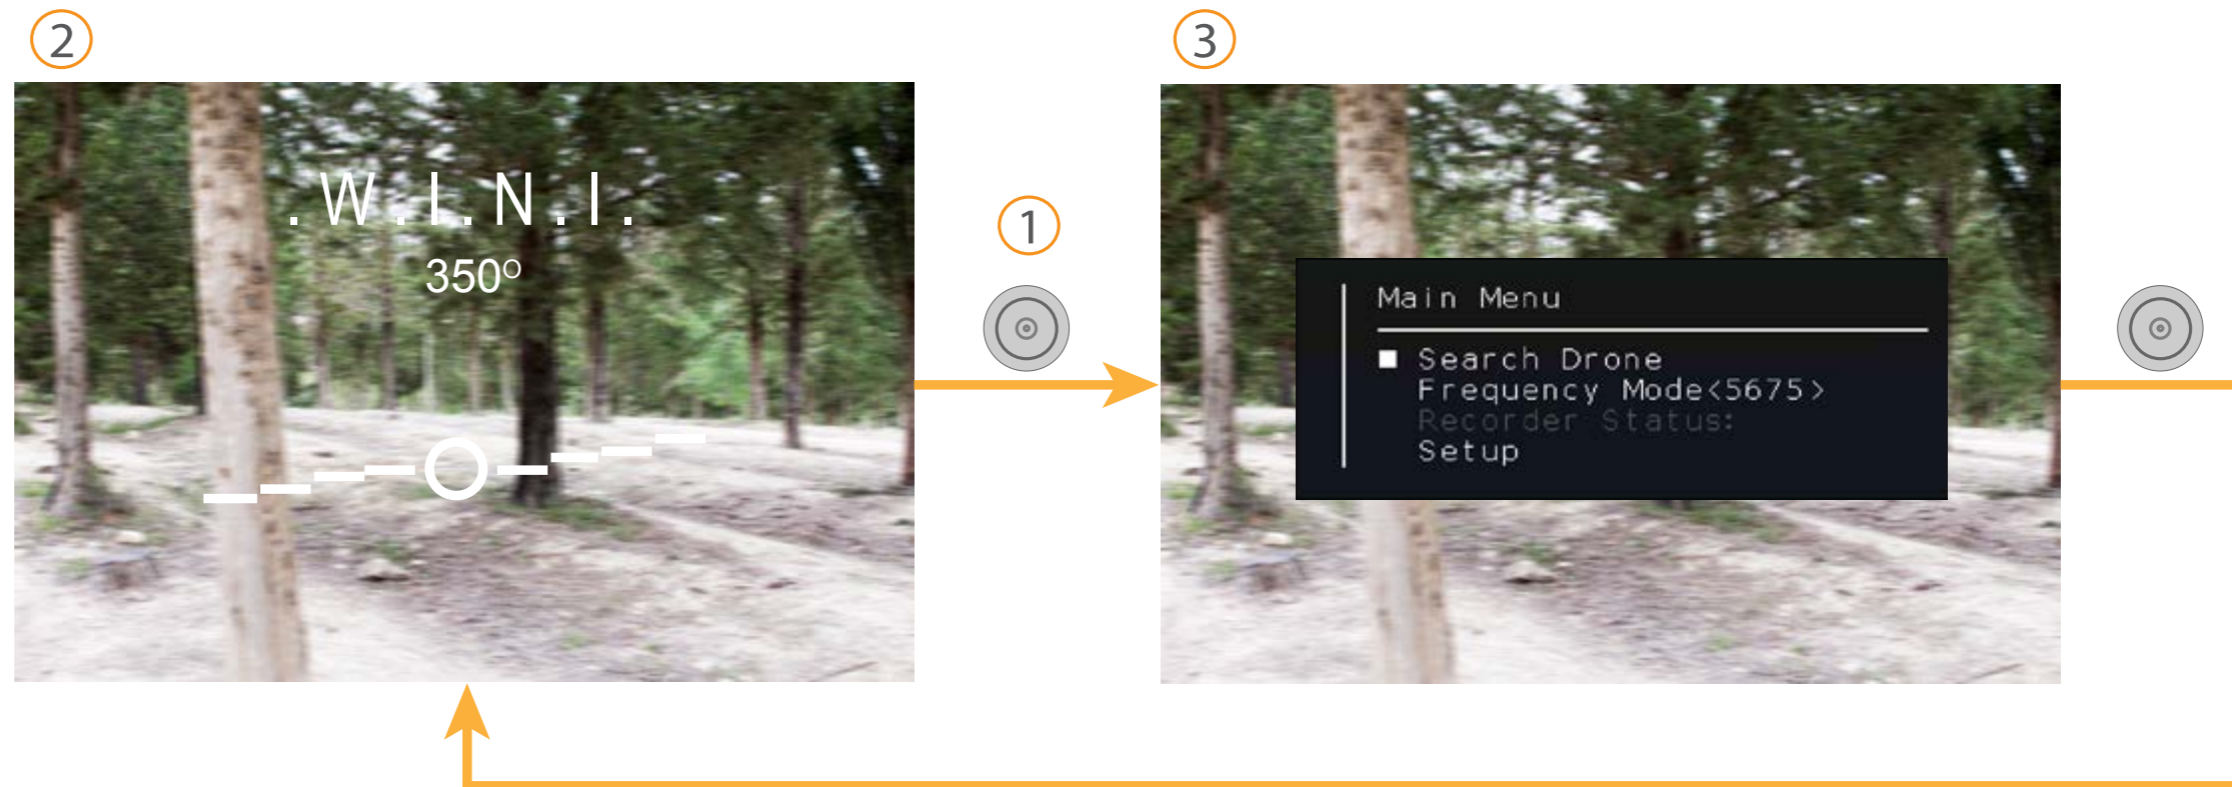 2
. W . I . N . I .
350°
1
3
Main Menu
Search Drone
Frequency Mode<5675>
Recorder Status:
Setup